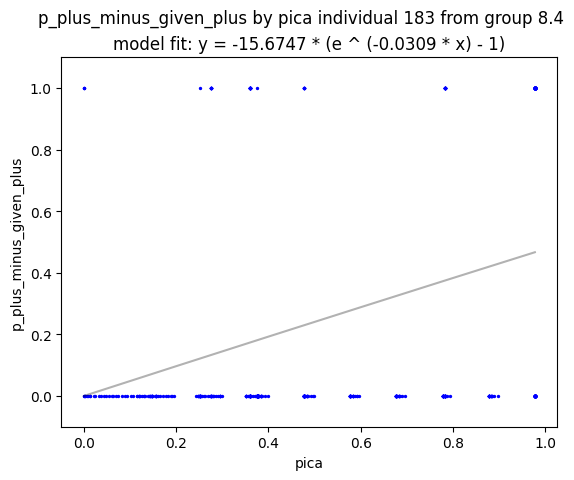 p_plus_minus_given_plus by pica individual 183 from group 8.4
model fit: y = -15.6747 * (e ^ (-0.0309 * x) - 1)
p_plus_minus_given_plus
1.0
0.8
0.6
0.4
0.2
0.0
0.0 0.2 0.4 0.6 0.8 1.0
pica